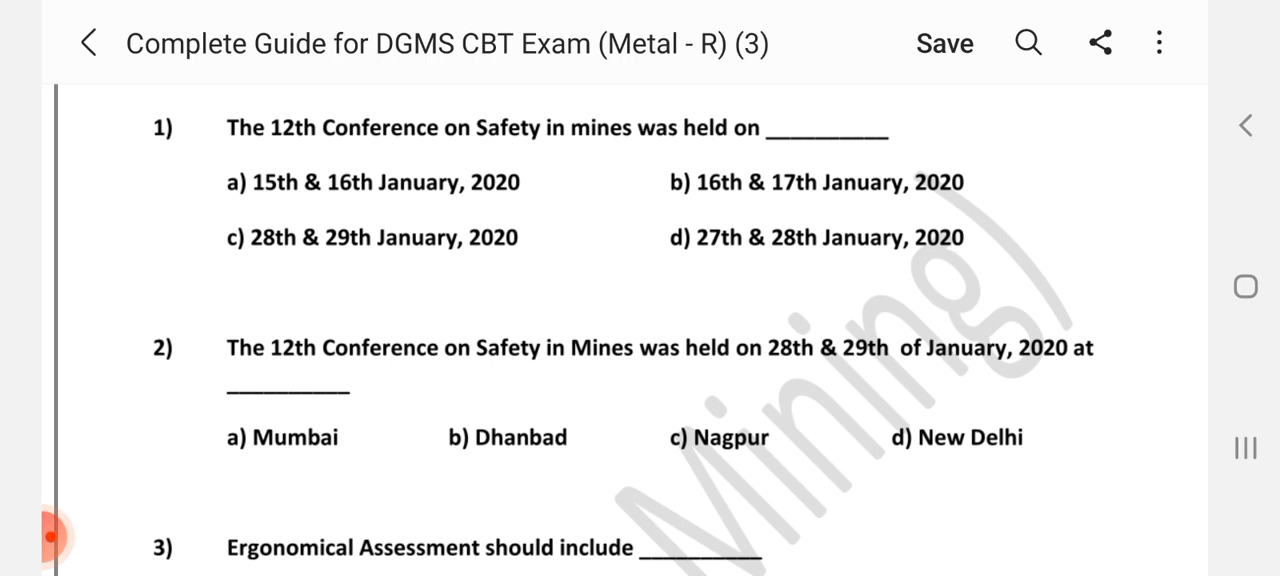 Complete Guide for DGMS CBT Exam (Metal - R) (3) Save
1) The 12th Conference on Safety in mines was held on __________
a) 15th & 16th January, 2020 b) 16th & 17th January, 2020
c) 28th & 29th January, 2020 d) 27th & 28th January, 2020
2) The 12th Conference on Safety in Mines was held on 28th & 29th of January, 2020 at
__________
a) Mumbai b) Dhanbad c) Nagpur d) New Delhi
3) Ergonomical Assessment should include __________
Mining)